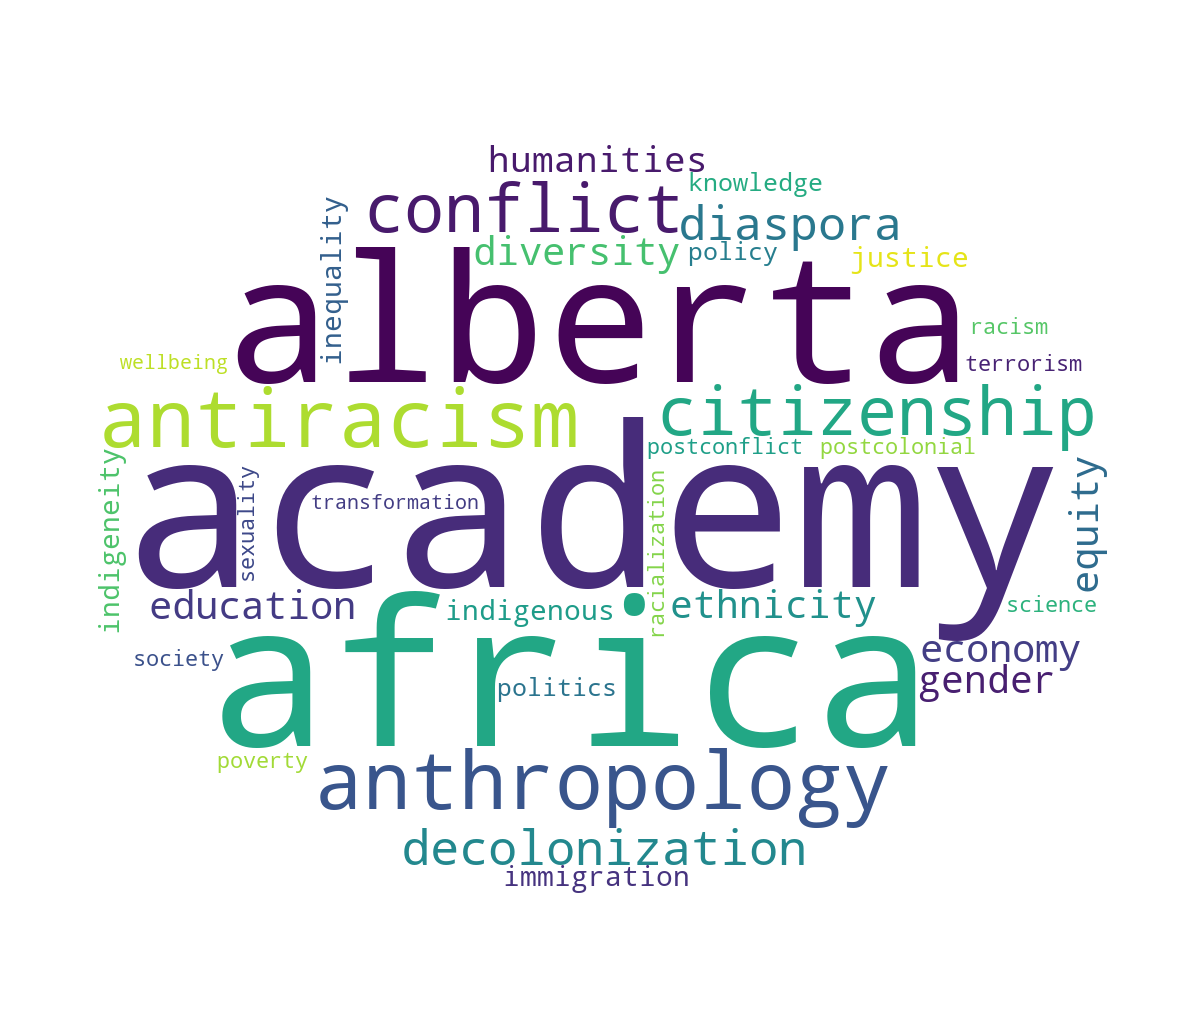 humanities
knowledge
conflict
diaspora
inequality
diversity
policy
justice
alberta
racism
wellbeing
terrorism
antiracism
citizenship
postconflict
postcolonial
academy
indigeneity
sexuality
transformation
racialization
equity
education
indigenous
ethnicity
science
africa
society
economy
gender
politics
poverty
anthropology
decolonization
immigration